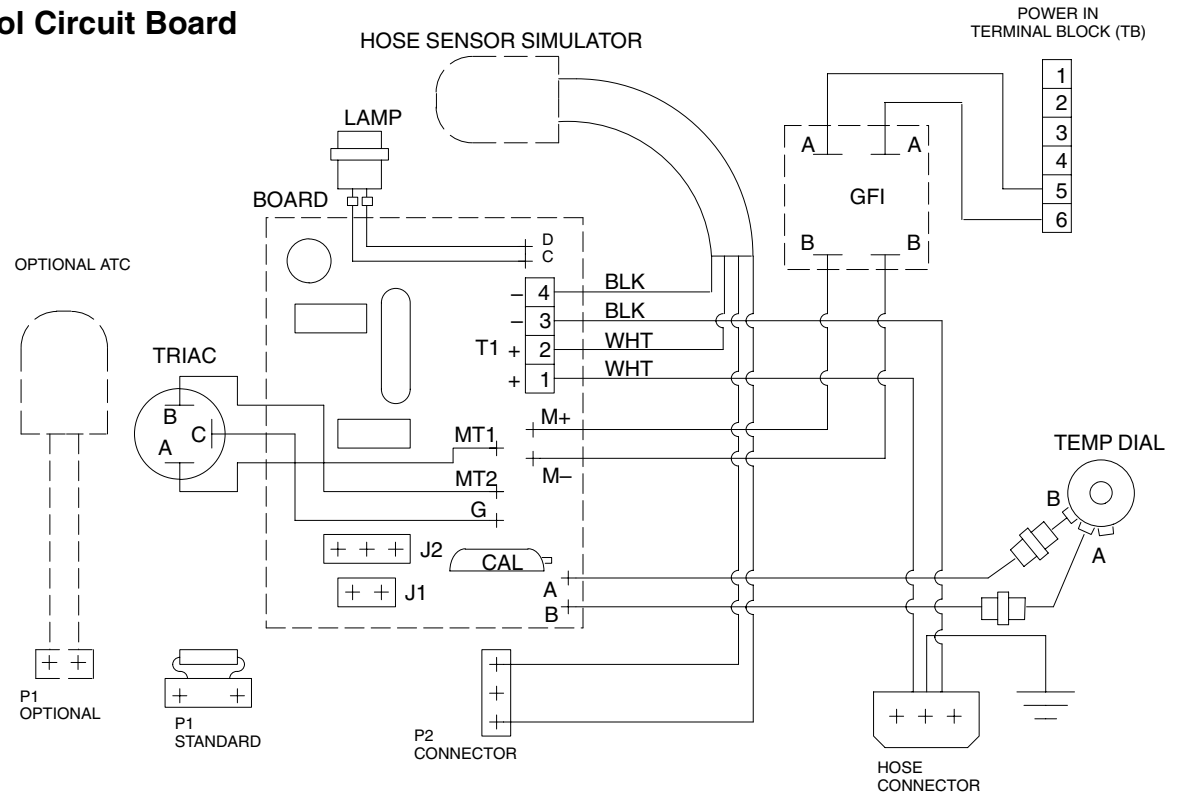 ol Circuit Board
POWER IN
TERMINAL BLOCK (TB)
HOSE SENSOR SIMULATOR
1
2
3
4
5
6
LAMP
A
A
GFI
B
B
BOARD
D
C
OPTIONAL ATC
– 4 BLK
– 3 BLK
T1 + 2 WHT
+ 1 WHT
TRIAC
B
C
A
M+
MT1
M–
MT2
G
TEMP DIAL
B
A
+ + + J2
CAL
A
+ + J1
B
+ +
P1
OPTIONAL
+ +
P1
STANDARD
+
+
+
P2
CONNECTOR
+ + +
HOSE
CONNECTOR